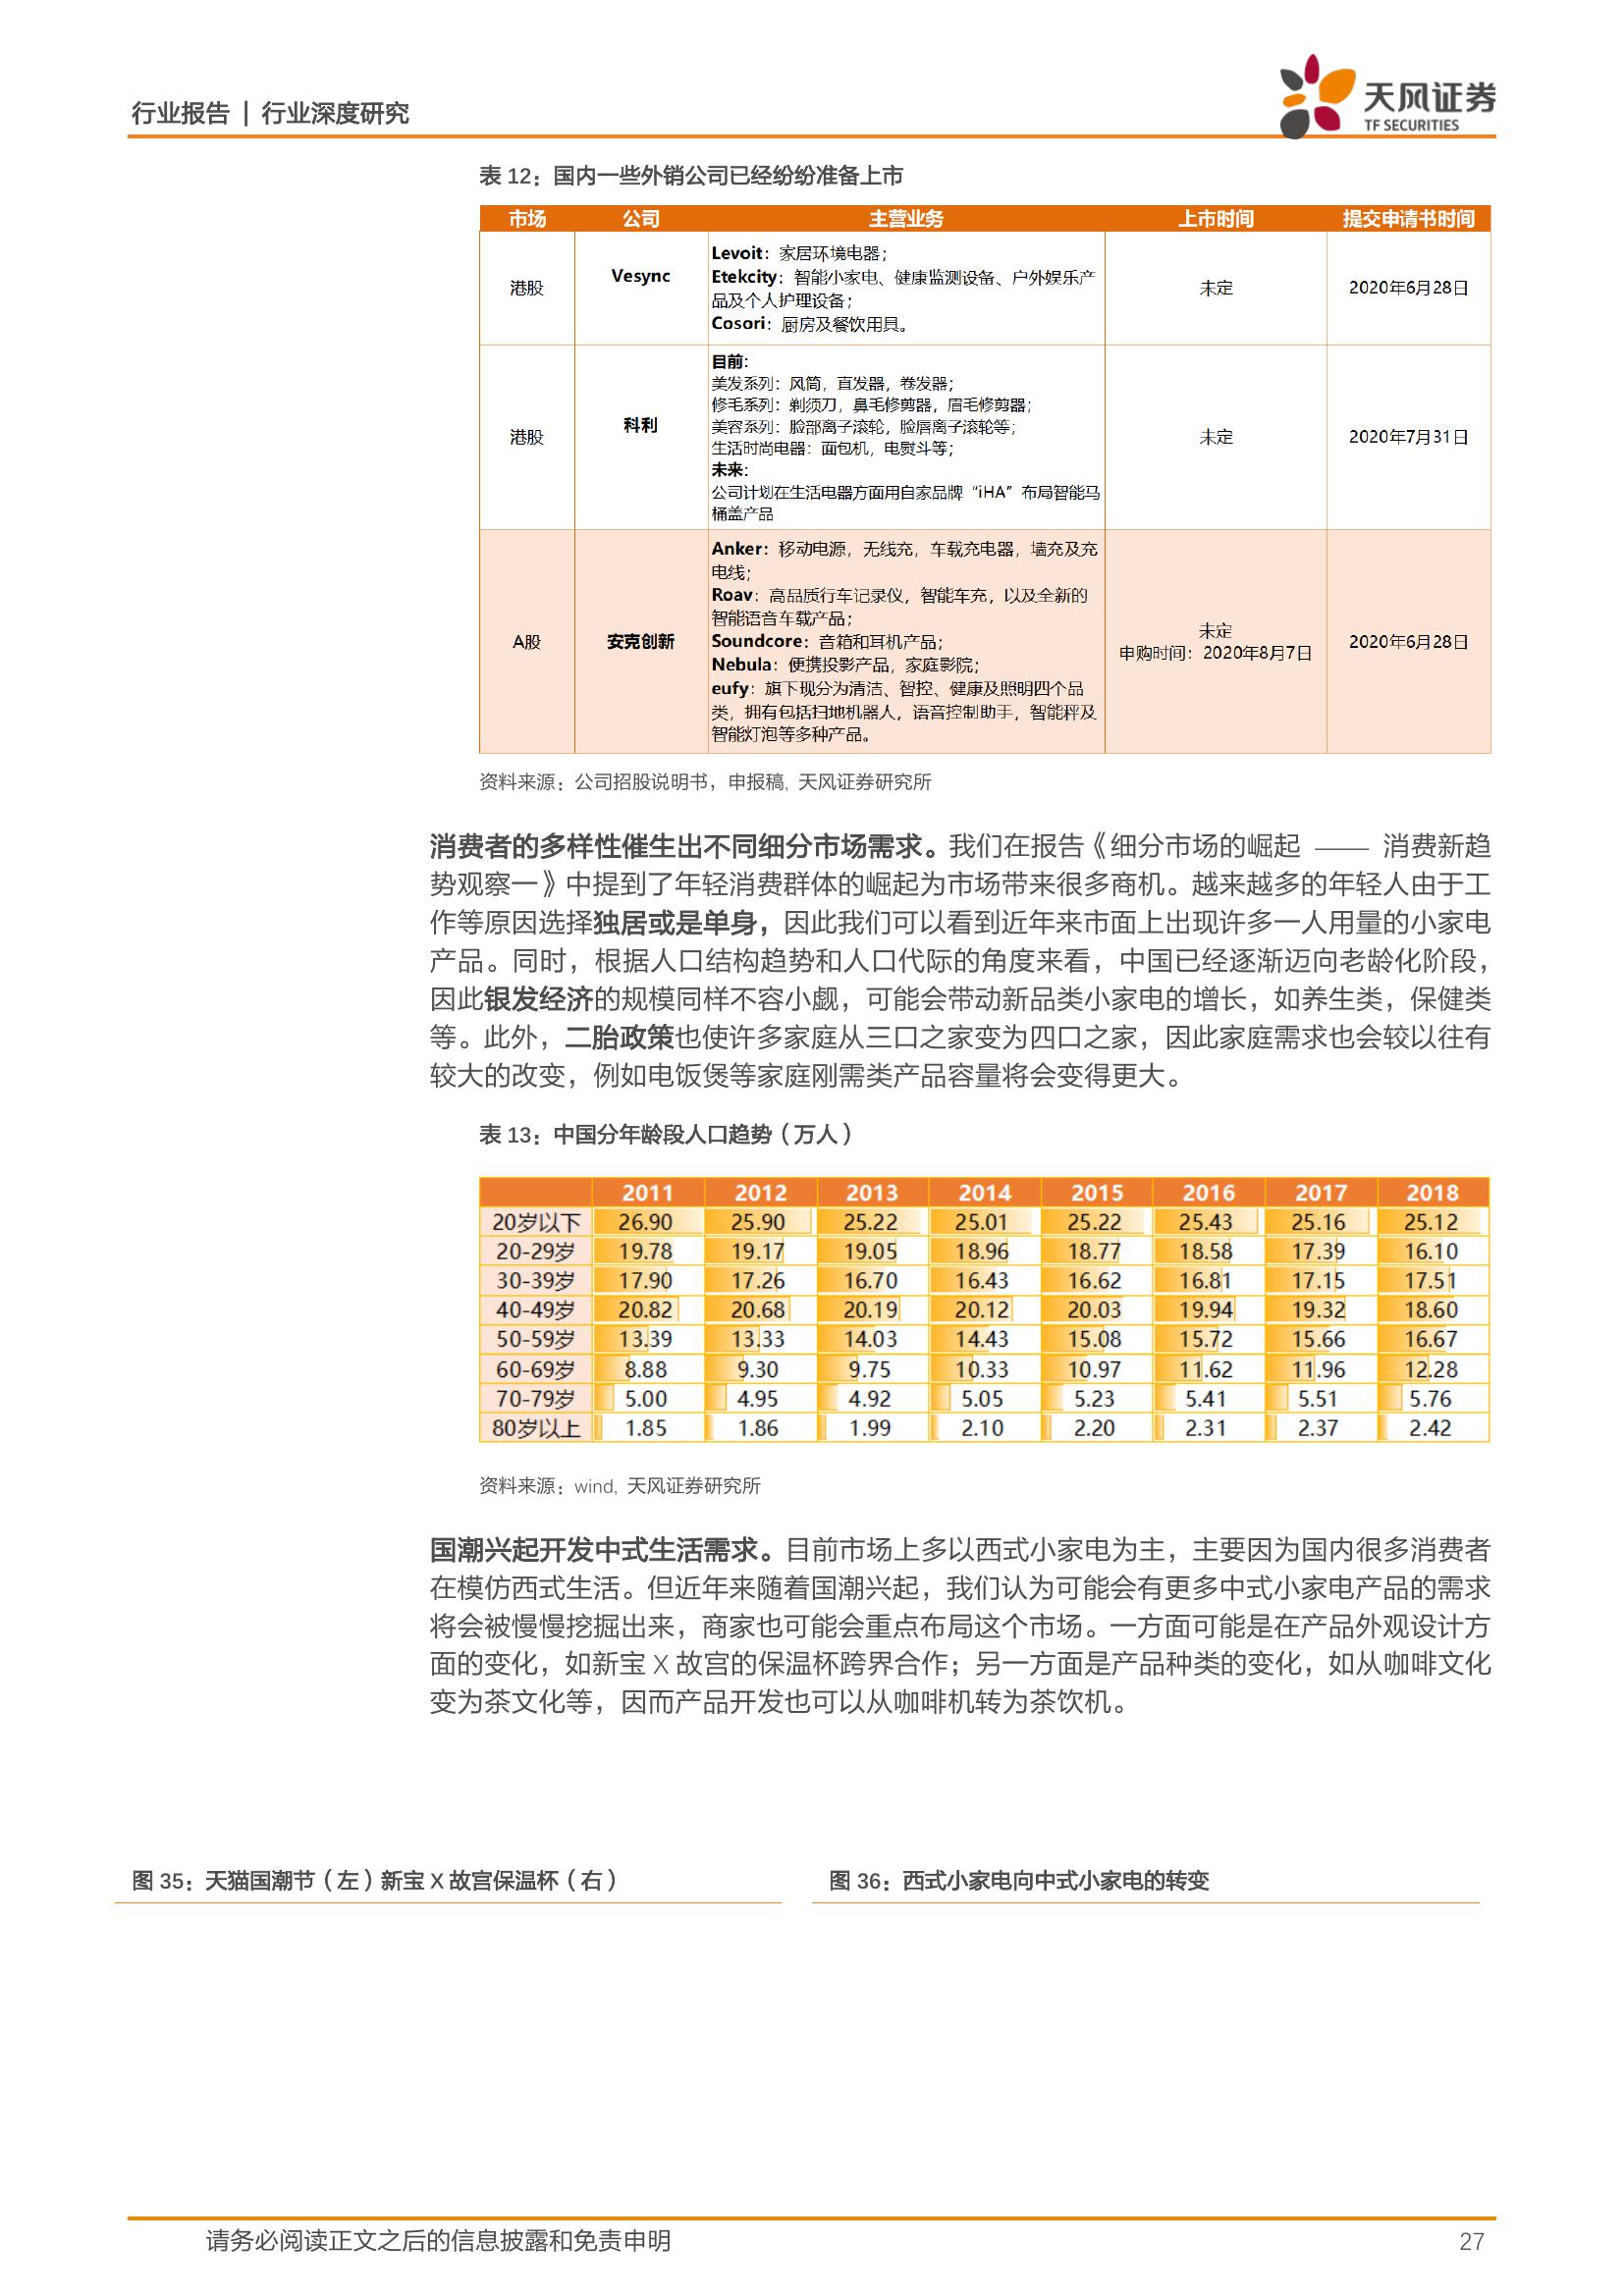 行业报告 | 行业深度研究
天风证券
TF SECURITIES
表 12：国内一些外销公司已经纷纷准备上市
市场 公司 主营业务 上市时间 提交申请书时间
港股 Vesync
Levoit：家居环境电器；
Etekcity：智能小家电、健康监测设备、户外娱乐产
品及个人护理设备；
Cosori：厨房及餐饮用具。
未定 2020年6月28日
港股 科利
目前：
美发系列：风筒，直发器，卷发器；
修毛系列：剃须刀，鼻毛修剪器，眉毛修剪器；
美容系列：脸部离子滚轮，脸唇离子滚轮等；
生活时尚电器：面包机，电熨斗等；
未来：
公司计划在生活电器方面用自家品牌“iHA”布局智能马
桶盖产品
未定 2020年7月31日
A股 安克创新
Anker：移动电源，无线充，车载充电器，墙充及充
电线；
Roav：高品质行车记录仪，智能车充，以及全新的
智能语音车载产品；
Soundcore：音箱和耳机产品；
Nebula：便携投影产品，家庭影院；
eufy：旗下现分为清洁、智控、健康及照明四个品
类，拥有包括扫地机器人，语音控制助手，智能秤及
智能灯泡等多种产品。
未定
申购时间：2020年8月7日
2020年6月28日
资料来源：公司招股说明书，申报稿，天风证券研究所
消费者的多样性催生出不同细分市场需求。我们在报告《细分市场的崛起 —— 消费新趋
势观察一》中提到了年轻消费群体的崛起为市场带来很多商机。越来越多的年轻人由于工
作等原因选择独居或是单身，因此我们可以看到近年来市面上出现许多一人用量的小家电
产品。同时，根据人口结构趋势和人口代际的角度来看，中国已经逐渐迈向老龄化阶段，
因此银发经济的规模同样不容小觑，可能会带动新品类小家电的增长，如养生类，保健类
等。此外，二胎政策也使许多家庭从三口之家变为四口之家，因此家庭需求也会较以往有
较大的改变，例如电饭煲等家庭刚需类产品容量将会变得更大。
表 13：中国分年龄段人口趋势（万人）
2011 2012 2013 2014 2015 2016 2017 2018
20岁以下 26.90 25.90 25.22 25.01 25.22 25.43 25.16 25.12
20-29岁 19.78 19.17 19.05 18.96 18.77 18.58 17.39 16.10
30-39岁 17.90 17.26 16.70 16.43 16.62 16.81 17.15 17.51
40-49岁 20.82 20.68 20.19 20.12 20.03 19.94 19.32 18.60
50-59岁 13.39 13.33 14.03 14.43 15.08 15.72 15.66 16.67
60-69岁 8.88 9.30 9.75 10.33 10.97 11.62 11.96 12.28
70-79岁 5.00 4.95 4.92 5.05 5.23 5.41 5.51 5.76
80岁以上 1.85 1.86 1.99 2.10 2.20 2.31 2.37 2.42
资料来源：wind，天风证券研究所
国潮兴起开发中式生活需求。目前市场上多以西式小家电为主，主要因为国内很多消费者
在模仿西式生活。但近年来随着国潮兴起，我们认为可能会有更多中式小家电产品的需求
将会被慢慢挖掘出来，商家也可能会重点布局这个市场。一方面可能是在产品外观设计方
面的变化，如新宝 X 故宫的保温杯跨界合作；另一方面是产品种类的变化，如从咖啡文化
变为茶文化等，因而产品开发也可以从咖啡机转为茶饮机。
图 35：天猫国潮节（左）新宝 X 故宫保温杯（右）
图 36：西式小家电向中式小家电的转变
请务必阅读正文之后的信息披露和免责申明
27